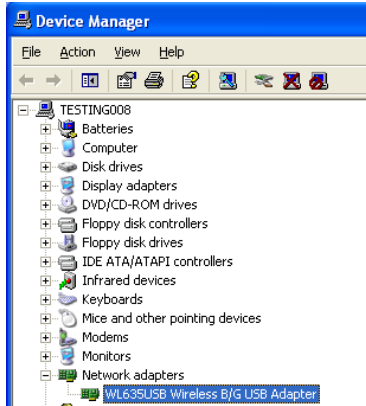 Device Manager
File Action View Help
TESTING008
Batteries
Computer
Disk drives
Display adapters
DVD/CD-ROM drives
Floppy disk controllers
Floppy disk drives
IDE ATA/ATAPI controllers
Infrared devices
Keyboards
Mice and other pointing devices
Modems
Monitors
Network adapters
WL635USB Wireless B/G USB Adapter